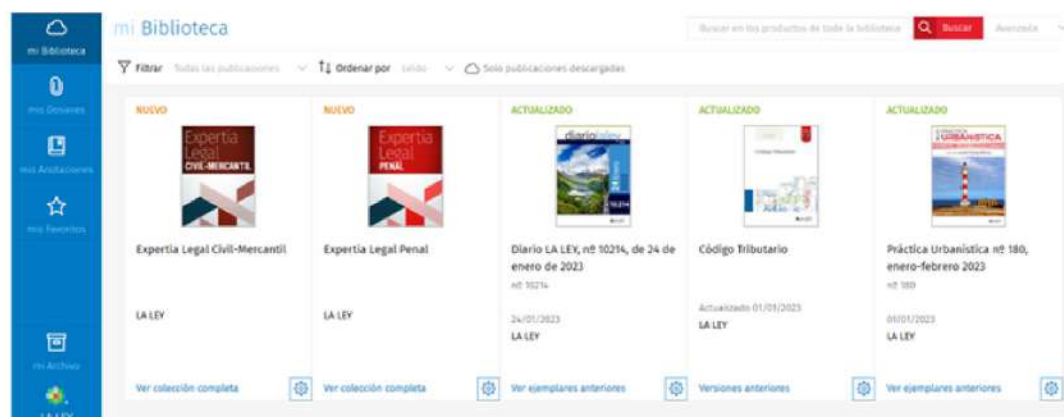 mi Biblioteca
mis Dosieres
mis Anotaciones
mis Favoritos
mi Archivo
LA LEY
mi Biblioteca
Buscar en los productos de toda la biblioteca
Buscar
Avanzada
Filtrar Todas las publicaciones
Ordenar por
Solo publicaciones descargadas
NUEVO
Expertia
Legal
CIVIL-MERCANTIL
Expertia Legal Civil-Mercantil
LA LEY
Ver colección completa
NUEVO
Expertia
Legal
PENAL
Expertia Legal Penal
LA LEY
Ver colección completa
ACTUALIZADO
diariolaley
10214
Diario LA LEY, nº 10214, de 24 de
enero de 2023
nº 10214
24/01/2023
LA LEY
Ver ejemplares anteriores
ACTUALIZADO
Código Tributario
Código Tributario
Actualizado 01/01/2023
LA LEY
Versiones anteriores
ACTUALIZADO
URBANISTICA
Práctica Urbanística nº 180,
enero-febrero 2023
nº 180
01/01/2023
LA LEY
Ver ejemplares anteriores